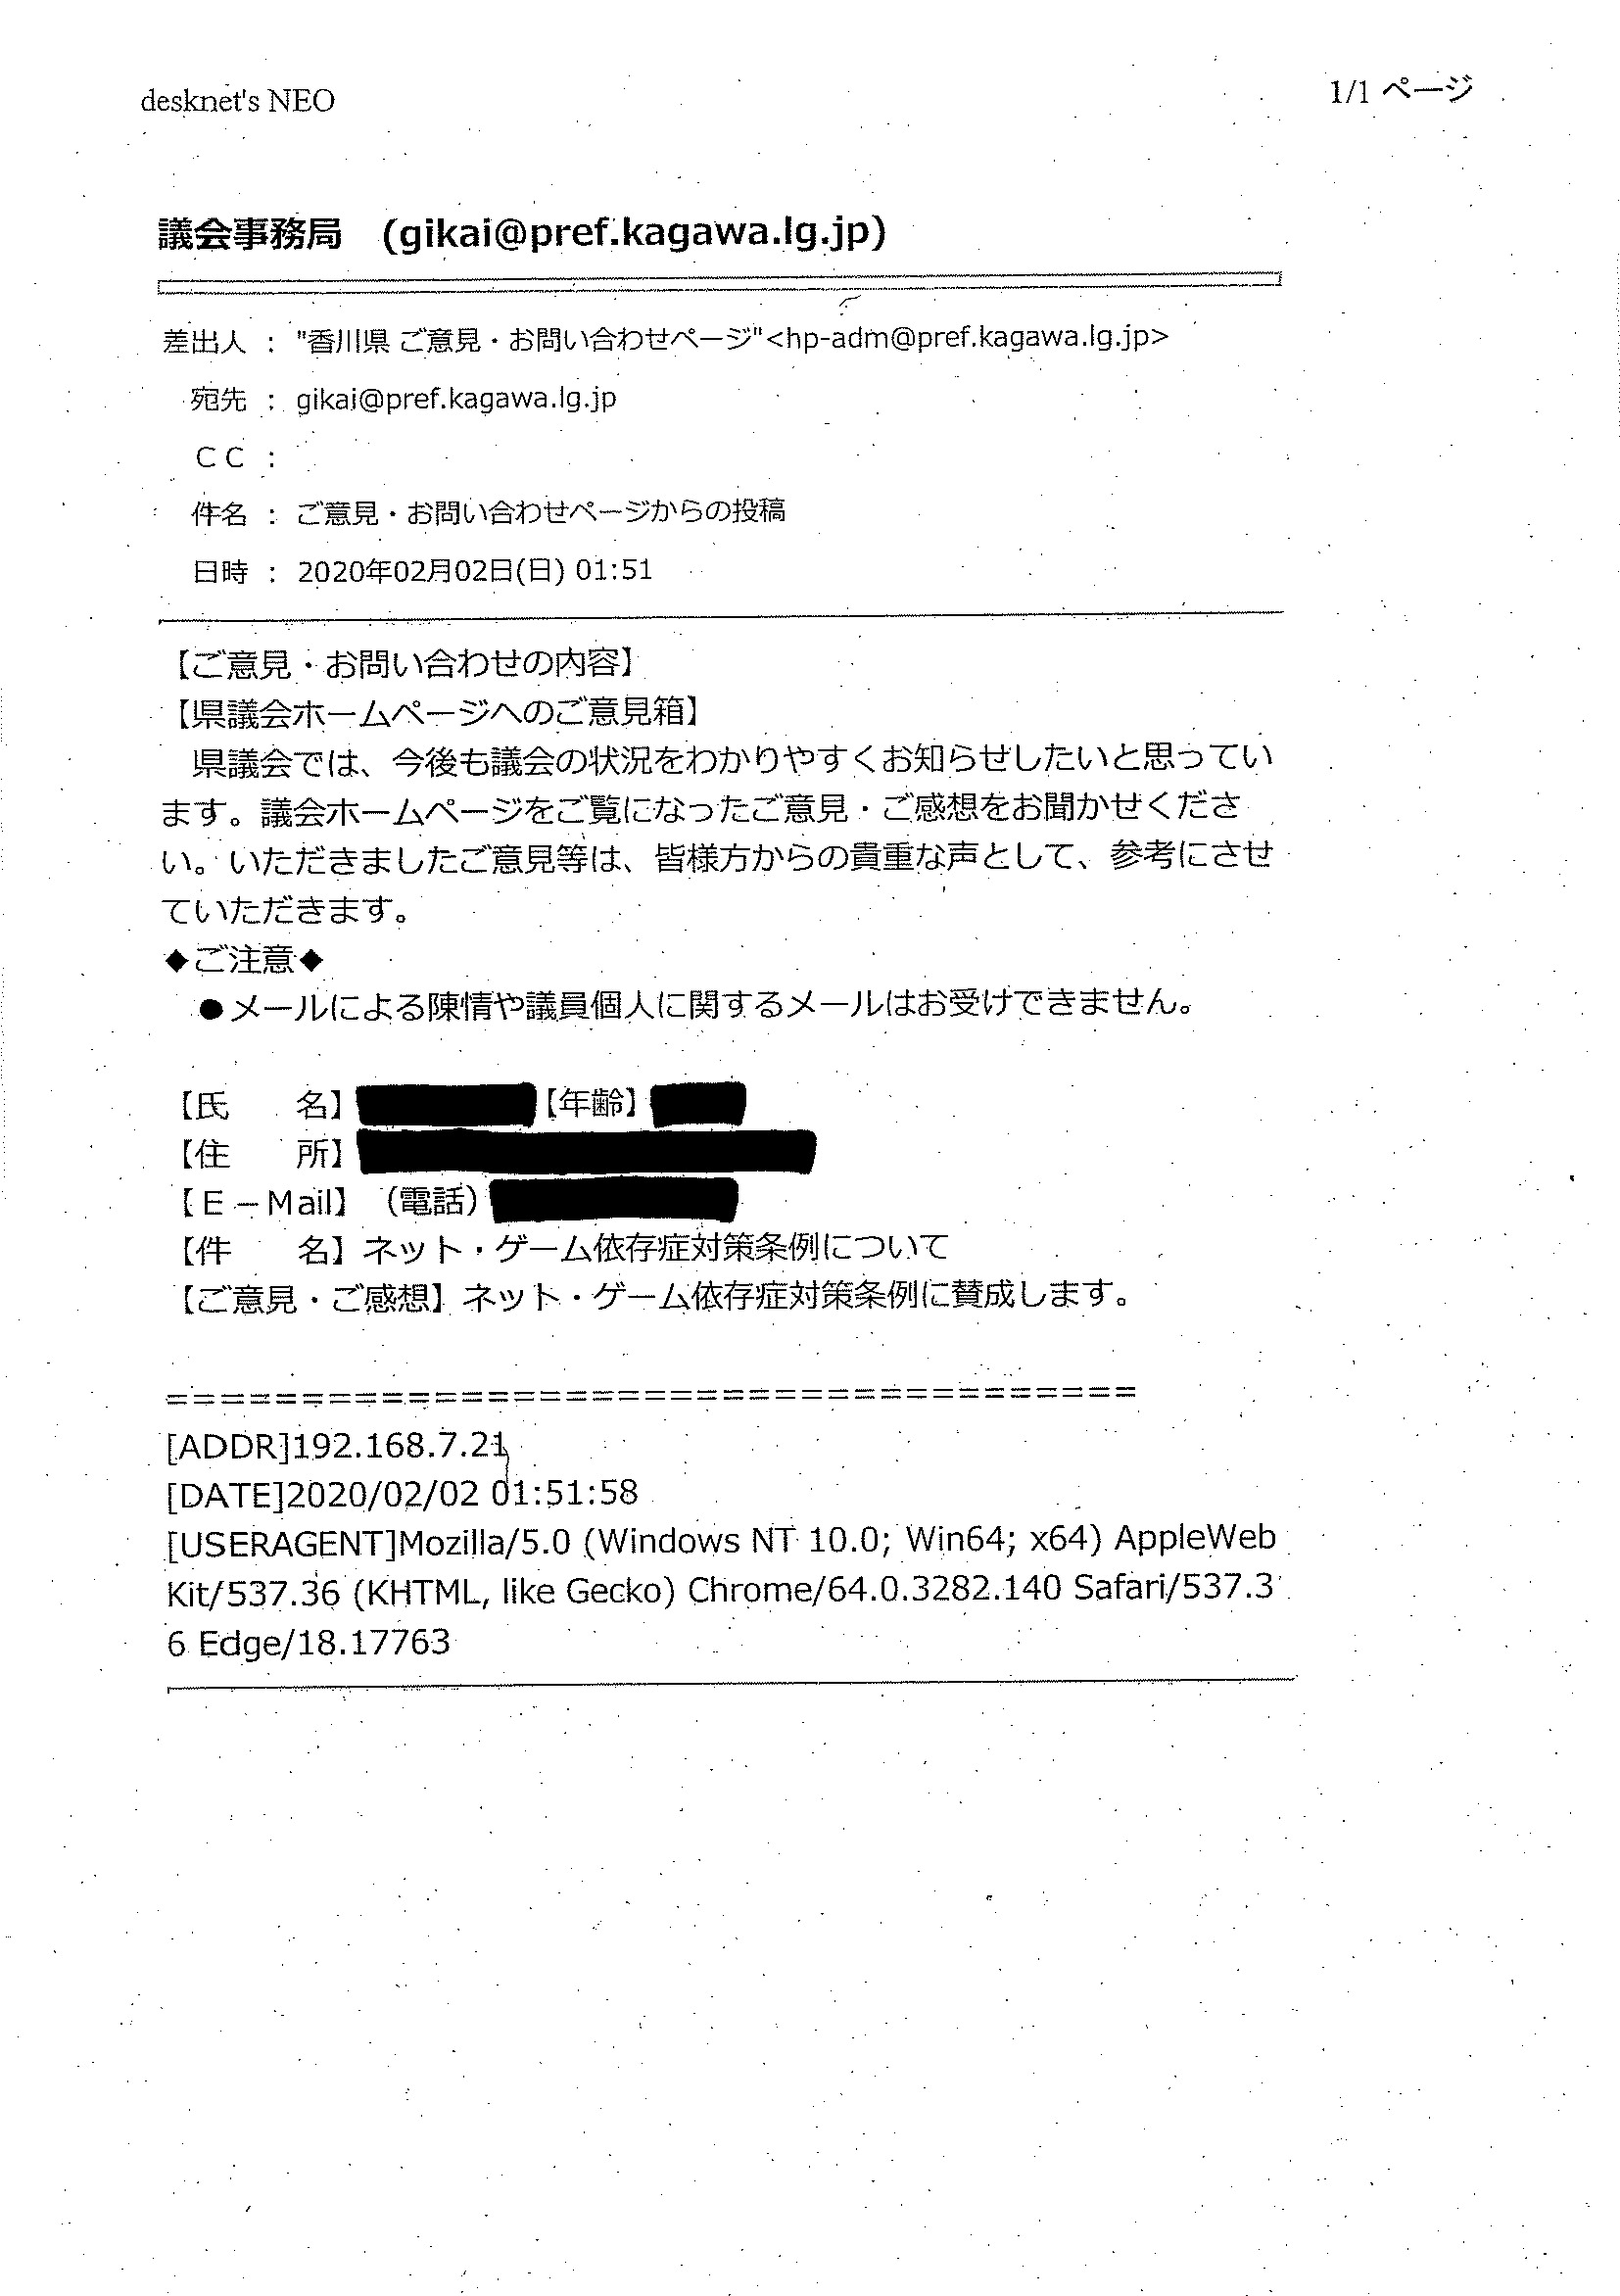 desknet's NEO
1/1 ページ
議会事務局　(gikai@pref.kagawa.lg.jp)
差出人 ： "香川県 ご意見・お問い合わせページ"<hp-adm@pref.kagawa.lg.jp>
宛先 ： gikai@pref.kagawa.lg.jp
ＣＣ ：
件名 ： ご意見・お問い合わせページからの投稿
日時 ： 2020年02月02日(日) 01:51
【ご意見・お問い合わせの内容】
【県議会ホームページへのご意見箱】
　県議会では、今後も議会の状況をわかりやすくお知らせしたいと思ってい
ます。議会ホームページをご覧になったご意見・ご感想をお聞かせくださ
い。いただきましたご意見等は、皆様方からの貴重な声として、参考にさせ
ていただきます。
◆ご注意◆
　●メールによる陳情や議員個人に関するメールはお受けできません。
【氏　　名】【年齢】
【住　　所】
【Ｅ－Mail】（電話）
【件　　名】ネット・ゲーム依存症対策条例について
【ご意見・ご感想】ネット・ゲーム依存症対策条例に賛成します。
=====================================
[ADDR]192.168.7.21
[DATE]2020/02/02 01:51:58
[USERAGENT]Mozilla/5.0 (Windows NT 10.0; Win64; x64) AppleWeb
Kit/537.36 (KHTML, like Gecko) Chrome/64.0.3282.140 Safari/537.3
6 Edge/18.17763